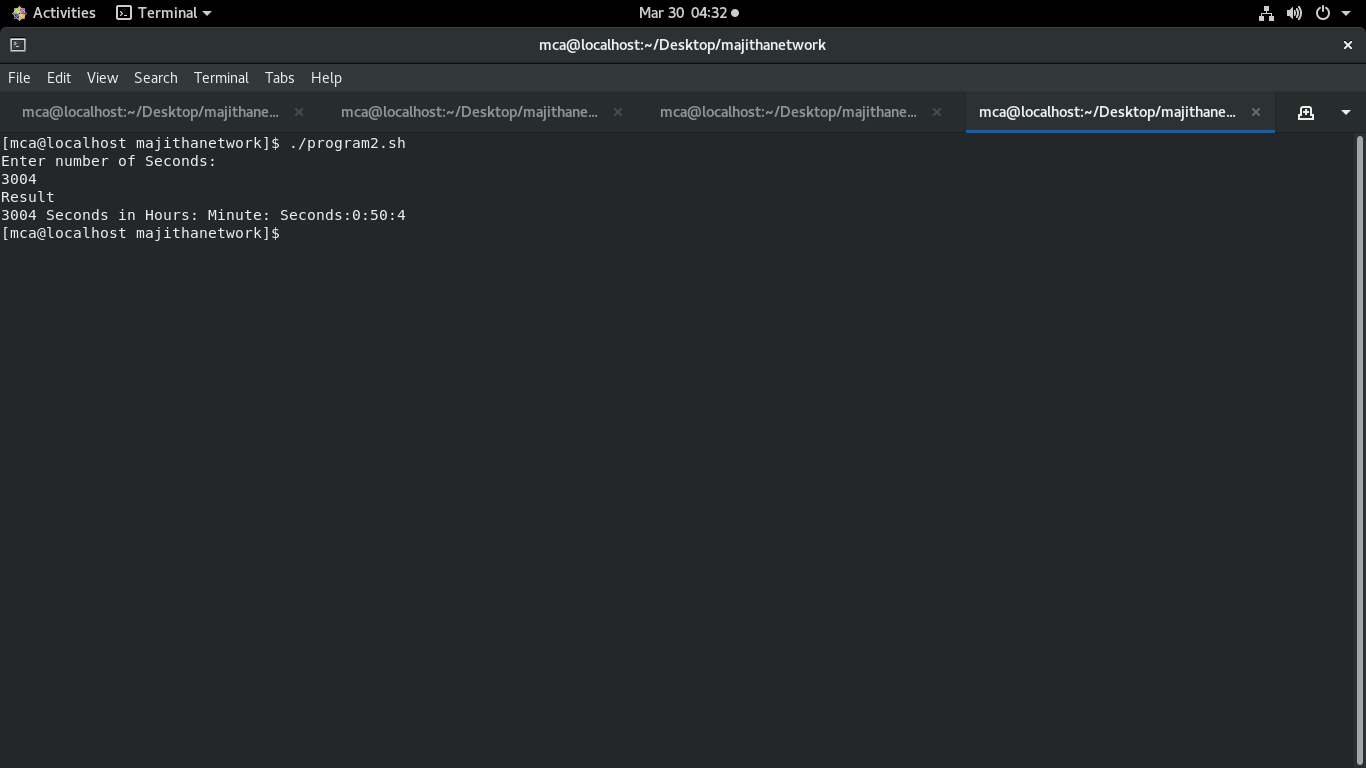 Activities Terminal Mar 30 04:32
mca@localhost:~/Desktop/majithanetwork
File Edit View Search Terminal Tabs Help
mca@localhost:~/Desktop/majithane... mca@localhost:~/Desktop/majithane... mca@localhost:~/Desktop/majithane... mca@localhost:~/Desktop/majithane...
[mca@localhost majithanetwork]$ ./program2.sh
Enter number of Seconds:
3004
Result
3004 Seconds in Hours: Minute: Seconds:0:50:4
[mca@localhost majithanetwork]$